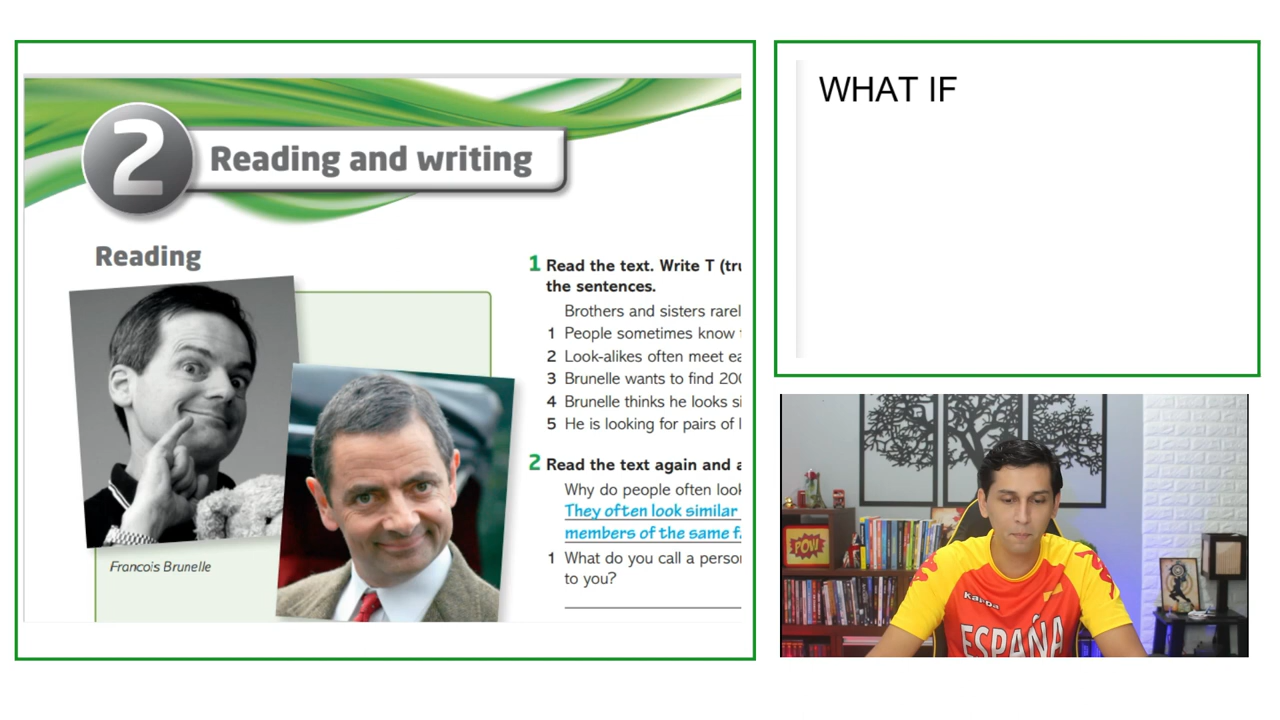 2
Reading and writing
Reading
Francois Brunelle
1 Read the text. Write T (tru
the sentences.
Brothers and sisters rarel
1 People sometimes know
2 Look-alikes often meet ea
3 Brunelle wants to find 200
4 Brunelle thinks he looks si
5 He is looking for pairs of l
2 Read the text again and a
Why do people often look
They often look similar
members of the same fa
1 What do you call a person
to you?
WHAT IF
POW
Kappa
ESPAÑA